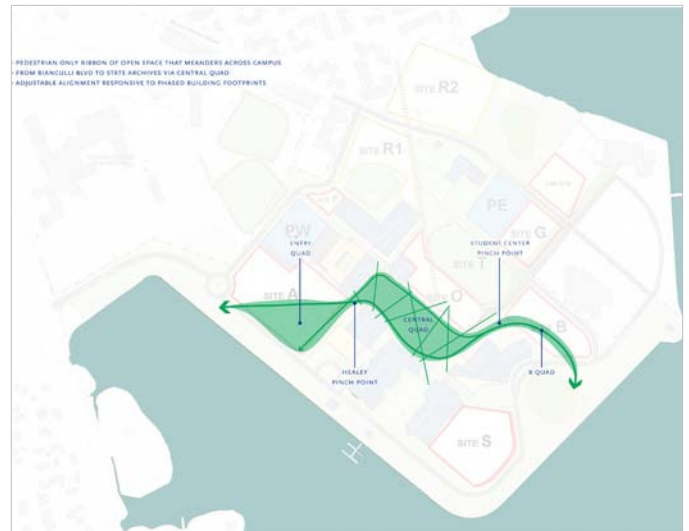 - PEDESTRIAN ONLY RIBBON OF OPEN SPACE THAT MEANDERS ACROSS CAMPUS
- FROM BIANCULLI BLVD TO STATE ARCHIVES VIA CENTRAL QUAD
- ADJUSTABLE ALIGNMENT RESPONSIVE TO PHASED BUILDING FOOTPRINTS
SITE R2
SITE R1
PW
PE
SITE G
ENTRY
QUAD
STUDENT CENTER
PINCH POINT
SITE T
SITE A
SITE O
CENTRAL
QUAD
B
HEALEY
PINCH POINT
B QUAD
SITE S